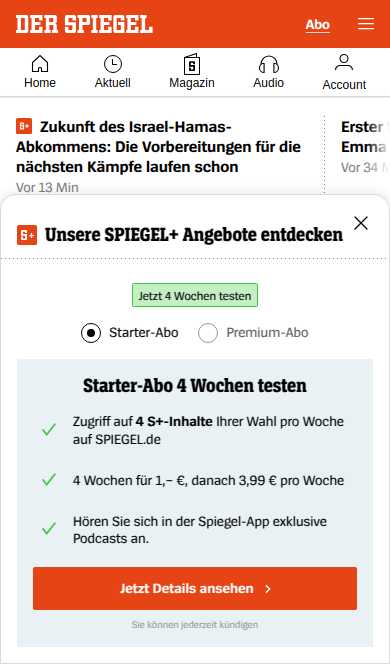 DER SPIEGEL
Abo
Home
Aktuell
Magazin
Audio
Account
S+ Zukunft des Israel-Hamas-
Abkommens: Die Vorbereitungen für die
nächsten Kämpfe laufen schon
Vor 13 Min
Erster
Emma
Vor 34
S+ Unsere SPIEGEL+ Angebote entdecken
Jetzt 4 Wochen testen
Starter-Abo
Premium-Abo
Starter-Abo 4 Wochen testen
Zugriff auf 4 S+-Inhalte Ihrer Wahl pro Woche
auf SPIEGEL.de
4 Wochen für 1,– €, danach 3,99 € pro Woche
Hören Sie sich in der Spiegel-App exklusive
Podcasts an.
Jetzt Details ansehen
Sie können jederzeit kündigen